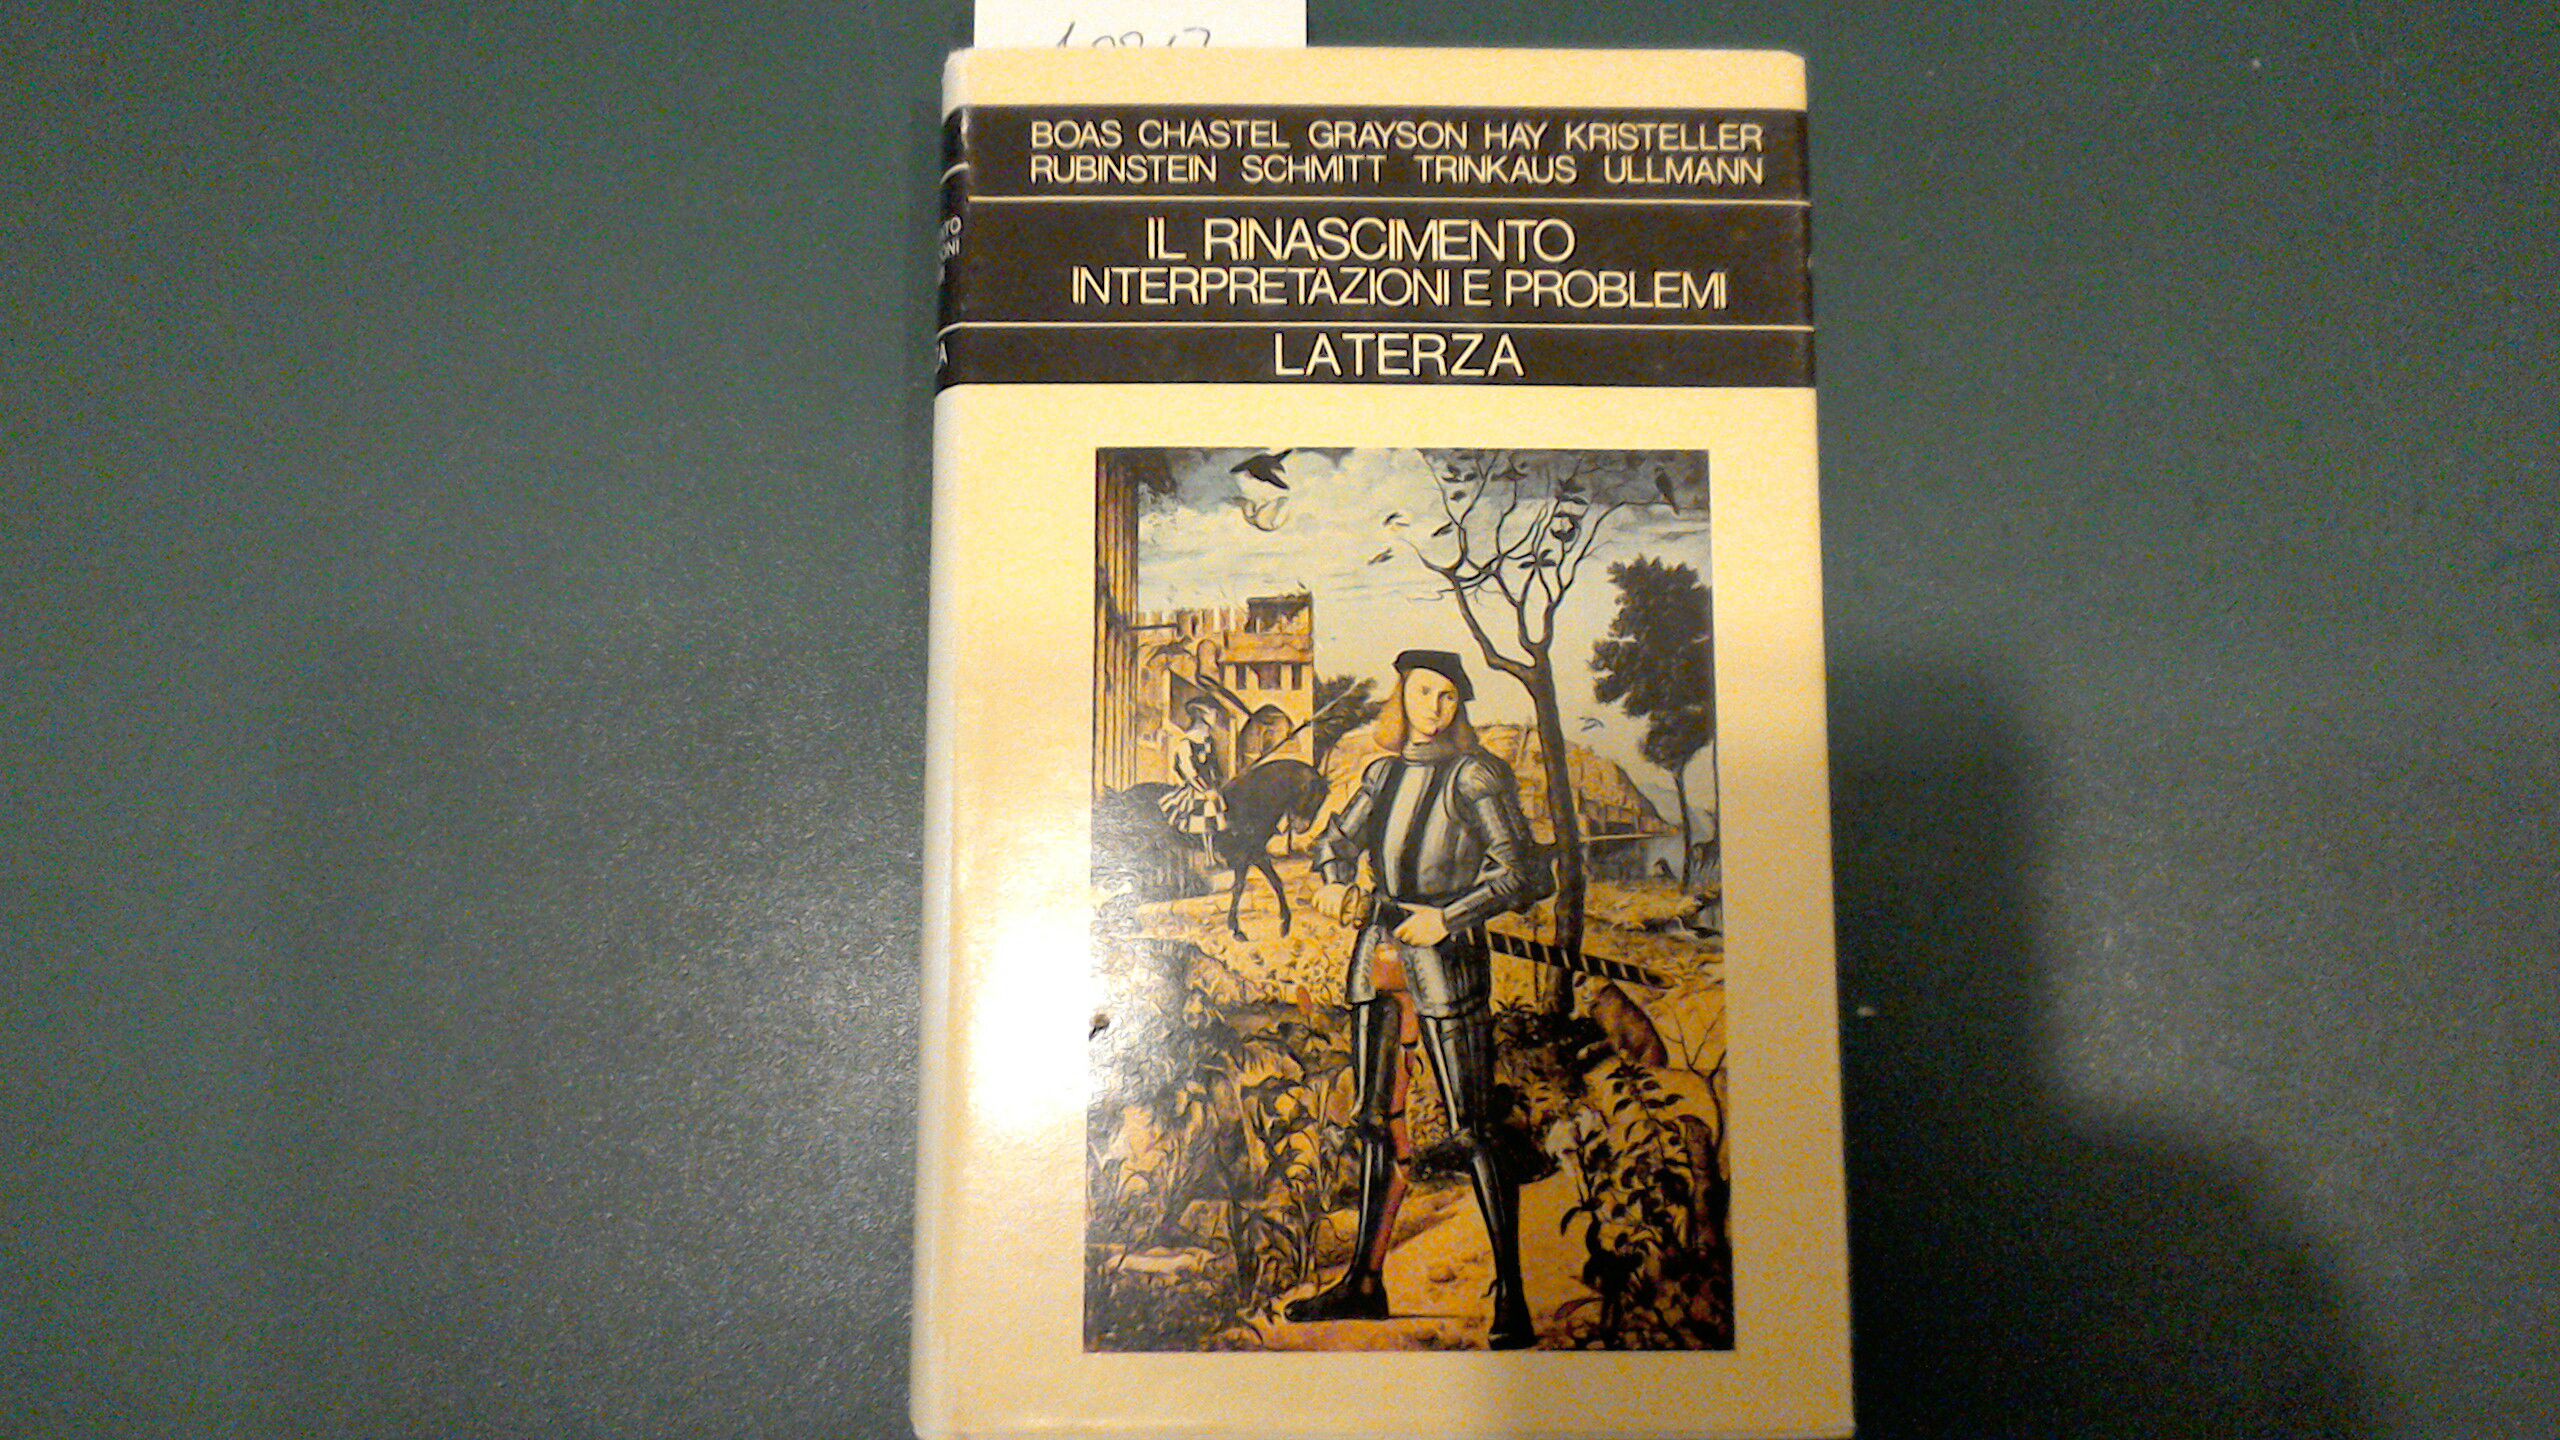 BOAS CHASTEL GRAYSON HAY KRISTELLER
RUBINSTEIN SCHMITT TRINKAUS ULLMANN
IL RINASCIMENTO
INTERPRETAZIONI E PROBLEMI
LATERZA